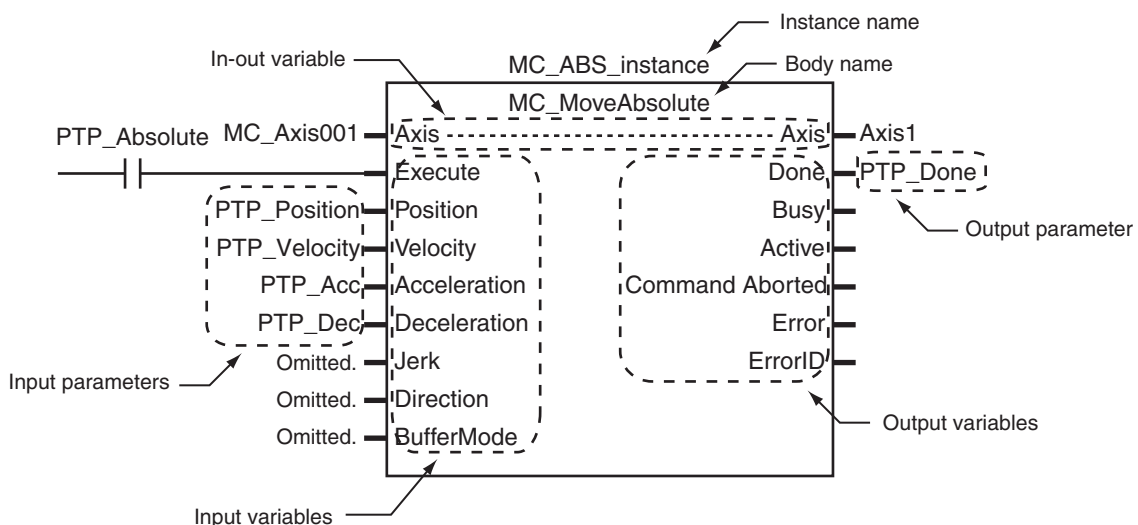 Instance name
In-out variable
MC_ABS_instance
Body name
MC_MoveAbsolute
PTP_Absolute
MC_Axis001
Axis
Axis
Axis1
Execute
Done
PTP_Done
PTP_Position
Position
Busy
Output parameter
PTP_Velocity
Velocity
Active
PTP_Acc
Acceleration
Command Aborted
PTP_Dec
Deceleration
Error
Input parameters
Omitted.
Jerk
ErrorID
Omitted.
Direction
Output variables
Omitted.
BufferMode
Input variables